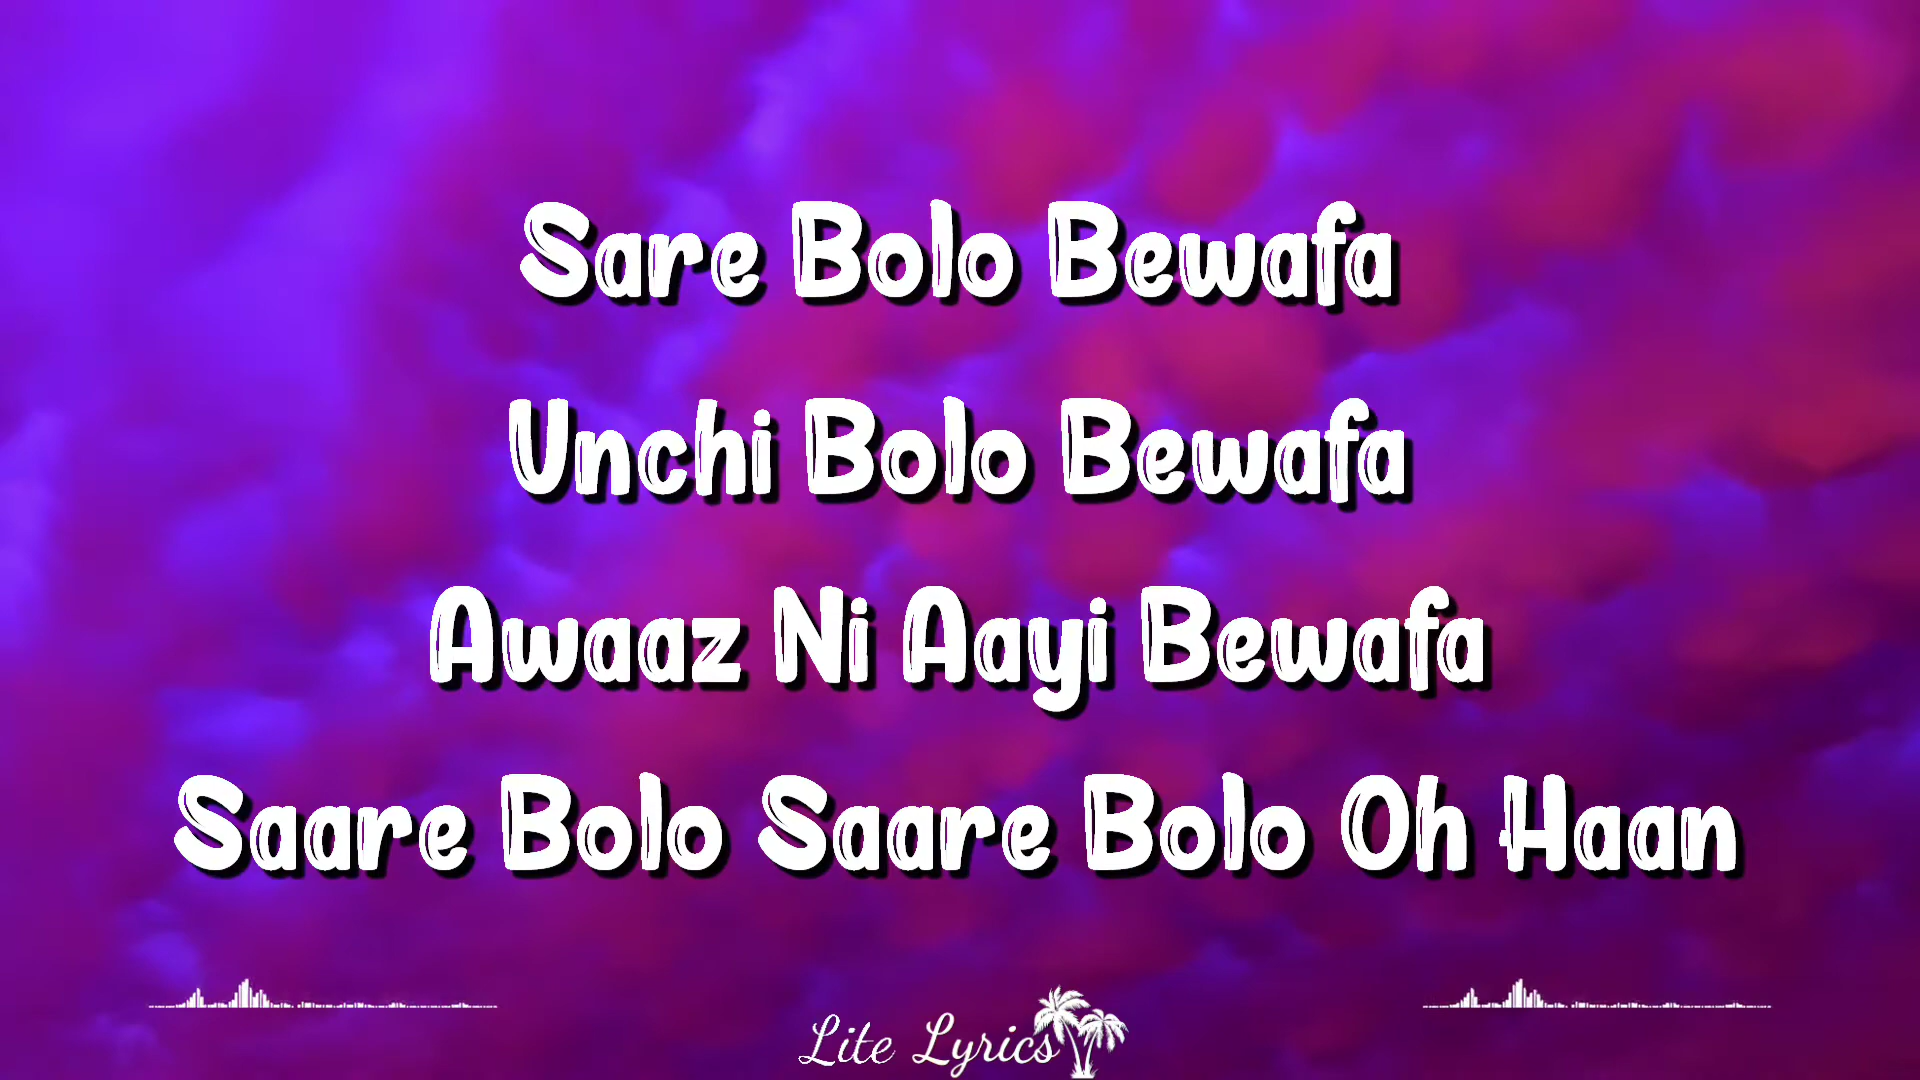 Sare Bolo Bewafa
Unchi Bolo Bewafa
Awaaz Ni Aayi Bewafa
Saare Bolo Saare Bolo Oh Haan
Lite Lyrics